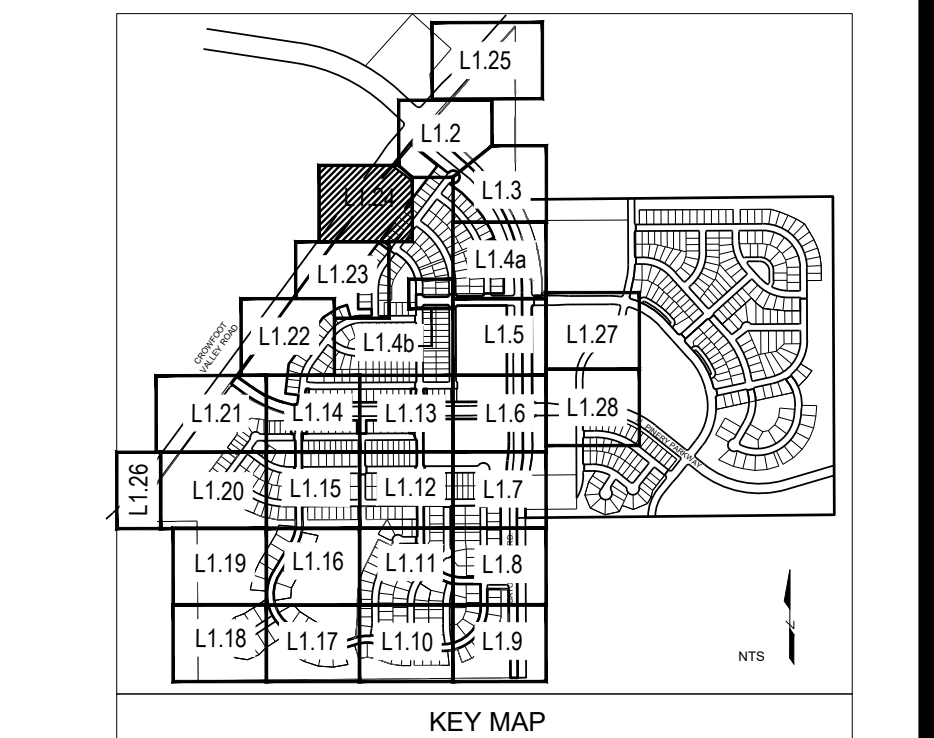 L1.25
L1.2
L1.3
L1.24
L1.4a
L1.23
L1.22
L1.4b
L1.5
L1.27
CROWFOOT
VALLEY ROAD
L1.21
L1.14
L1.13
L1.6
L1.28
PINERY PARKWAY
L1.26
L1.20
L1.15
L1.12
L1.7
L1.19
L1.16
L1.11
L1.8
L1.18
L1.17
L1.10
L1.9
NTS
KEY MAP